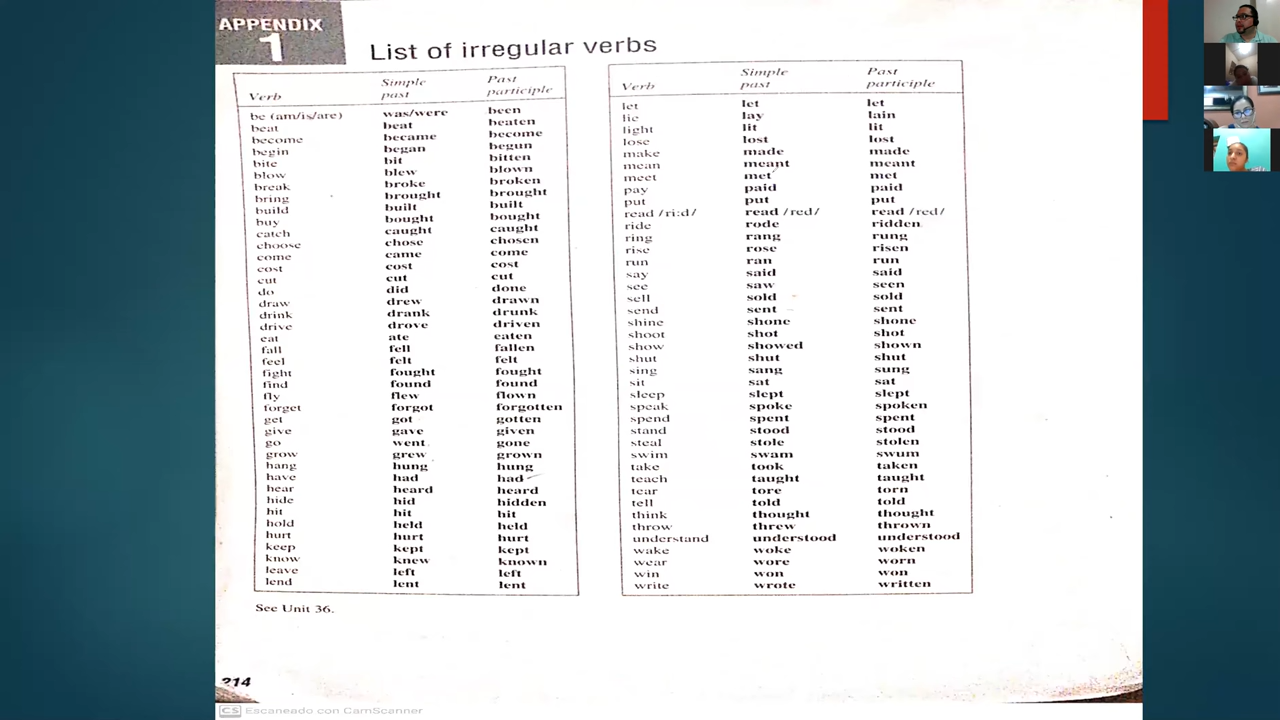 APPENDIX
1
List of irregular verbs
Verb Simple past Past participle
be (am/is/are) was/were been
beat beat beaten
become became become
begin began begun
bite bit bitten
blow blew blown
break broke broken
bring brought brought
build built built
buy bought bought
catch caught caught
choose chose chosen
come came come
cost cost cost
cut cut cut
do did done
draw drew drawn
drink drank drunk
drive drove driven
eat ate eaten
fall fell fallen
feel felt felt
fight fought fought
find found found
fly flew flown
forget forgot forgotten
get got gotten
give gave given
go went gone
grow grew grown
hang hung hung
have had had
hear heard heard
hide hid hidden
hit hit hit
hold held held
hurt hurt hurt
keep kept kept
know knew known
leave left left
lend lent lent
Verb Simple past Past participle
let let let
lie lay lain
light lit lit
lose lost lost
make made made
mean meant meant
meet met met
pay paid paid
put put put
read /ri:d/ read /red/ read /red/
ride rode ridden
ring rang rung
rise rose risen
run ran run
say said said
see saw seen
sell sold sold
send sent sent
shine shone shone
shoot shot shot
show showed shown
shut shut shut
sing sang sung
sit sat sat
sleep slept slept
speak spoke spoken
spend spent spent
stand stood stood
steal stole stolen
swim swam swum
take took taken
teach taught taught
tear tore torn
tell told told
think thought thought
throw threw thrown
understand understood understood
wake woke woken
wear wore worn
win won won
write wrote written
See Unit 36.
214
CS Escaneado con CamScanner